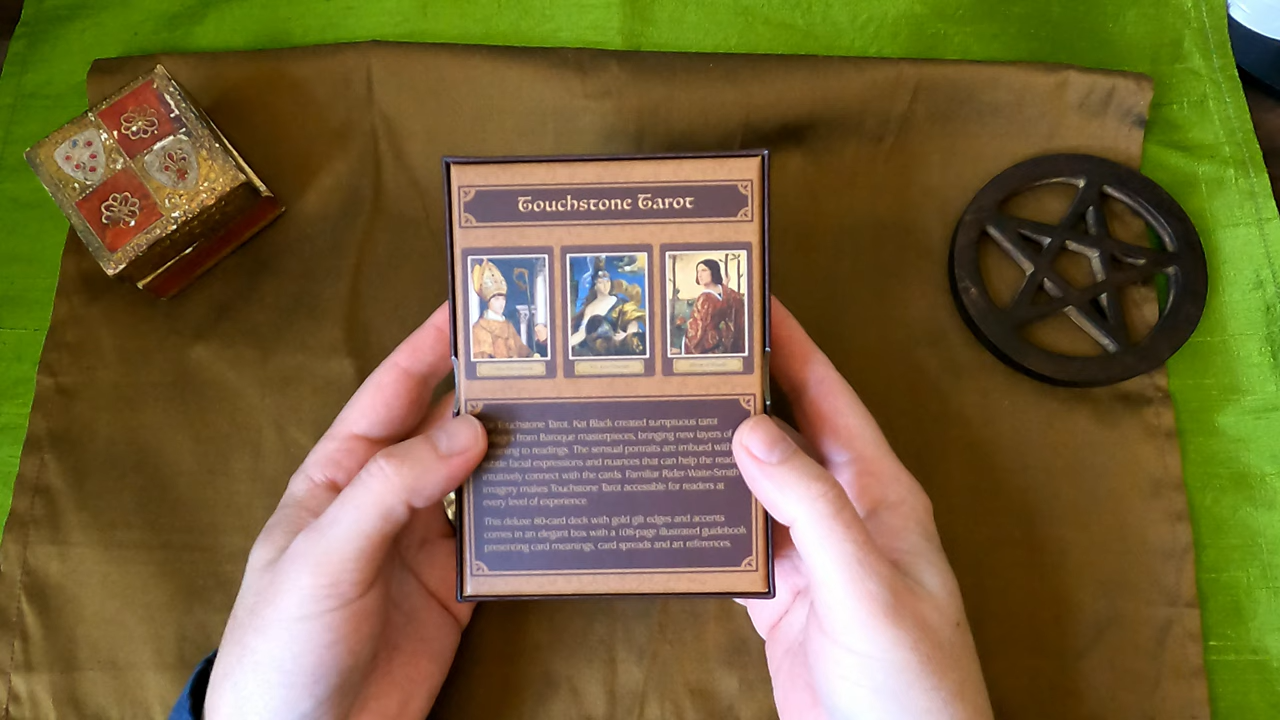 Touchstone Tarot
Touchstone Tarot, Kat Black created sumptuous tarot
from Baroque masterpieces, bringing new layers of
to readings. The sensual portraits are imbued with
facial expressions and nuances that can help the
intuitively connect with the cards. Familiar Rider-Waite-Smith
imagery makes Touchstone Tarot accessible for readers at
every level of experience.
This deluxe 80-card deck with gold gilt edges and accents
comes in an elegant box with a 108-page illustrated guidebook
presenting card meanings, card spreads and art references.